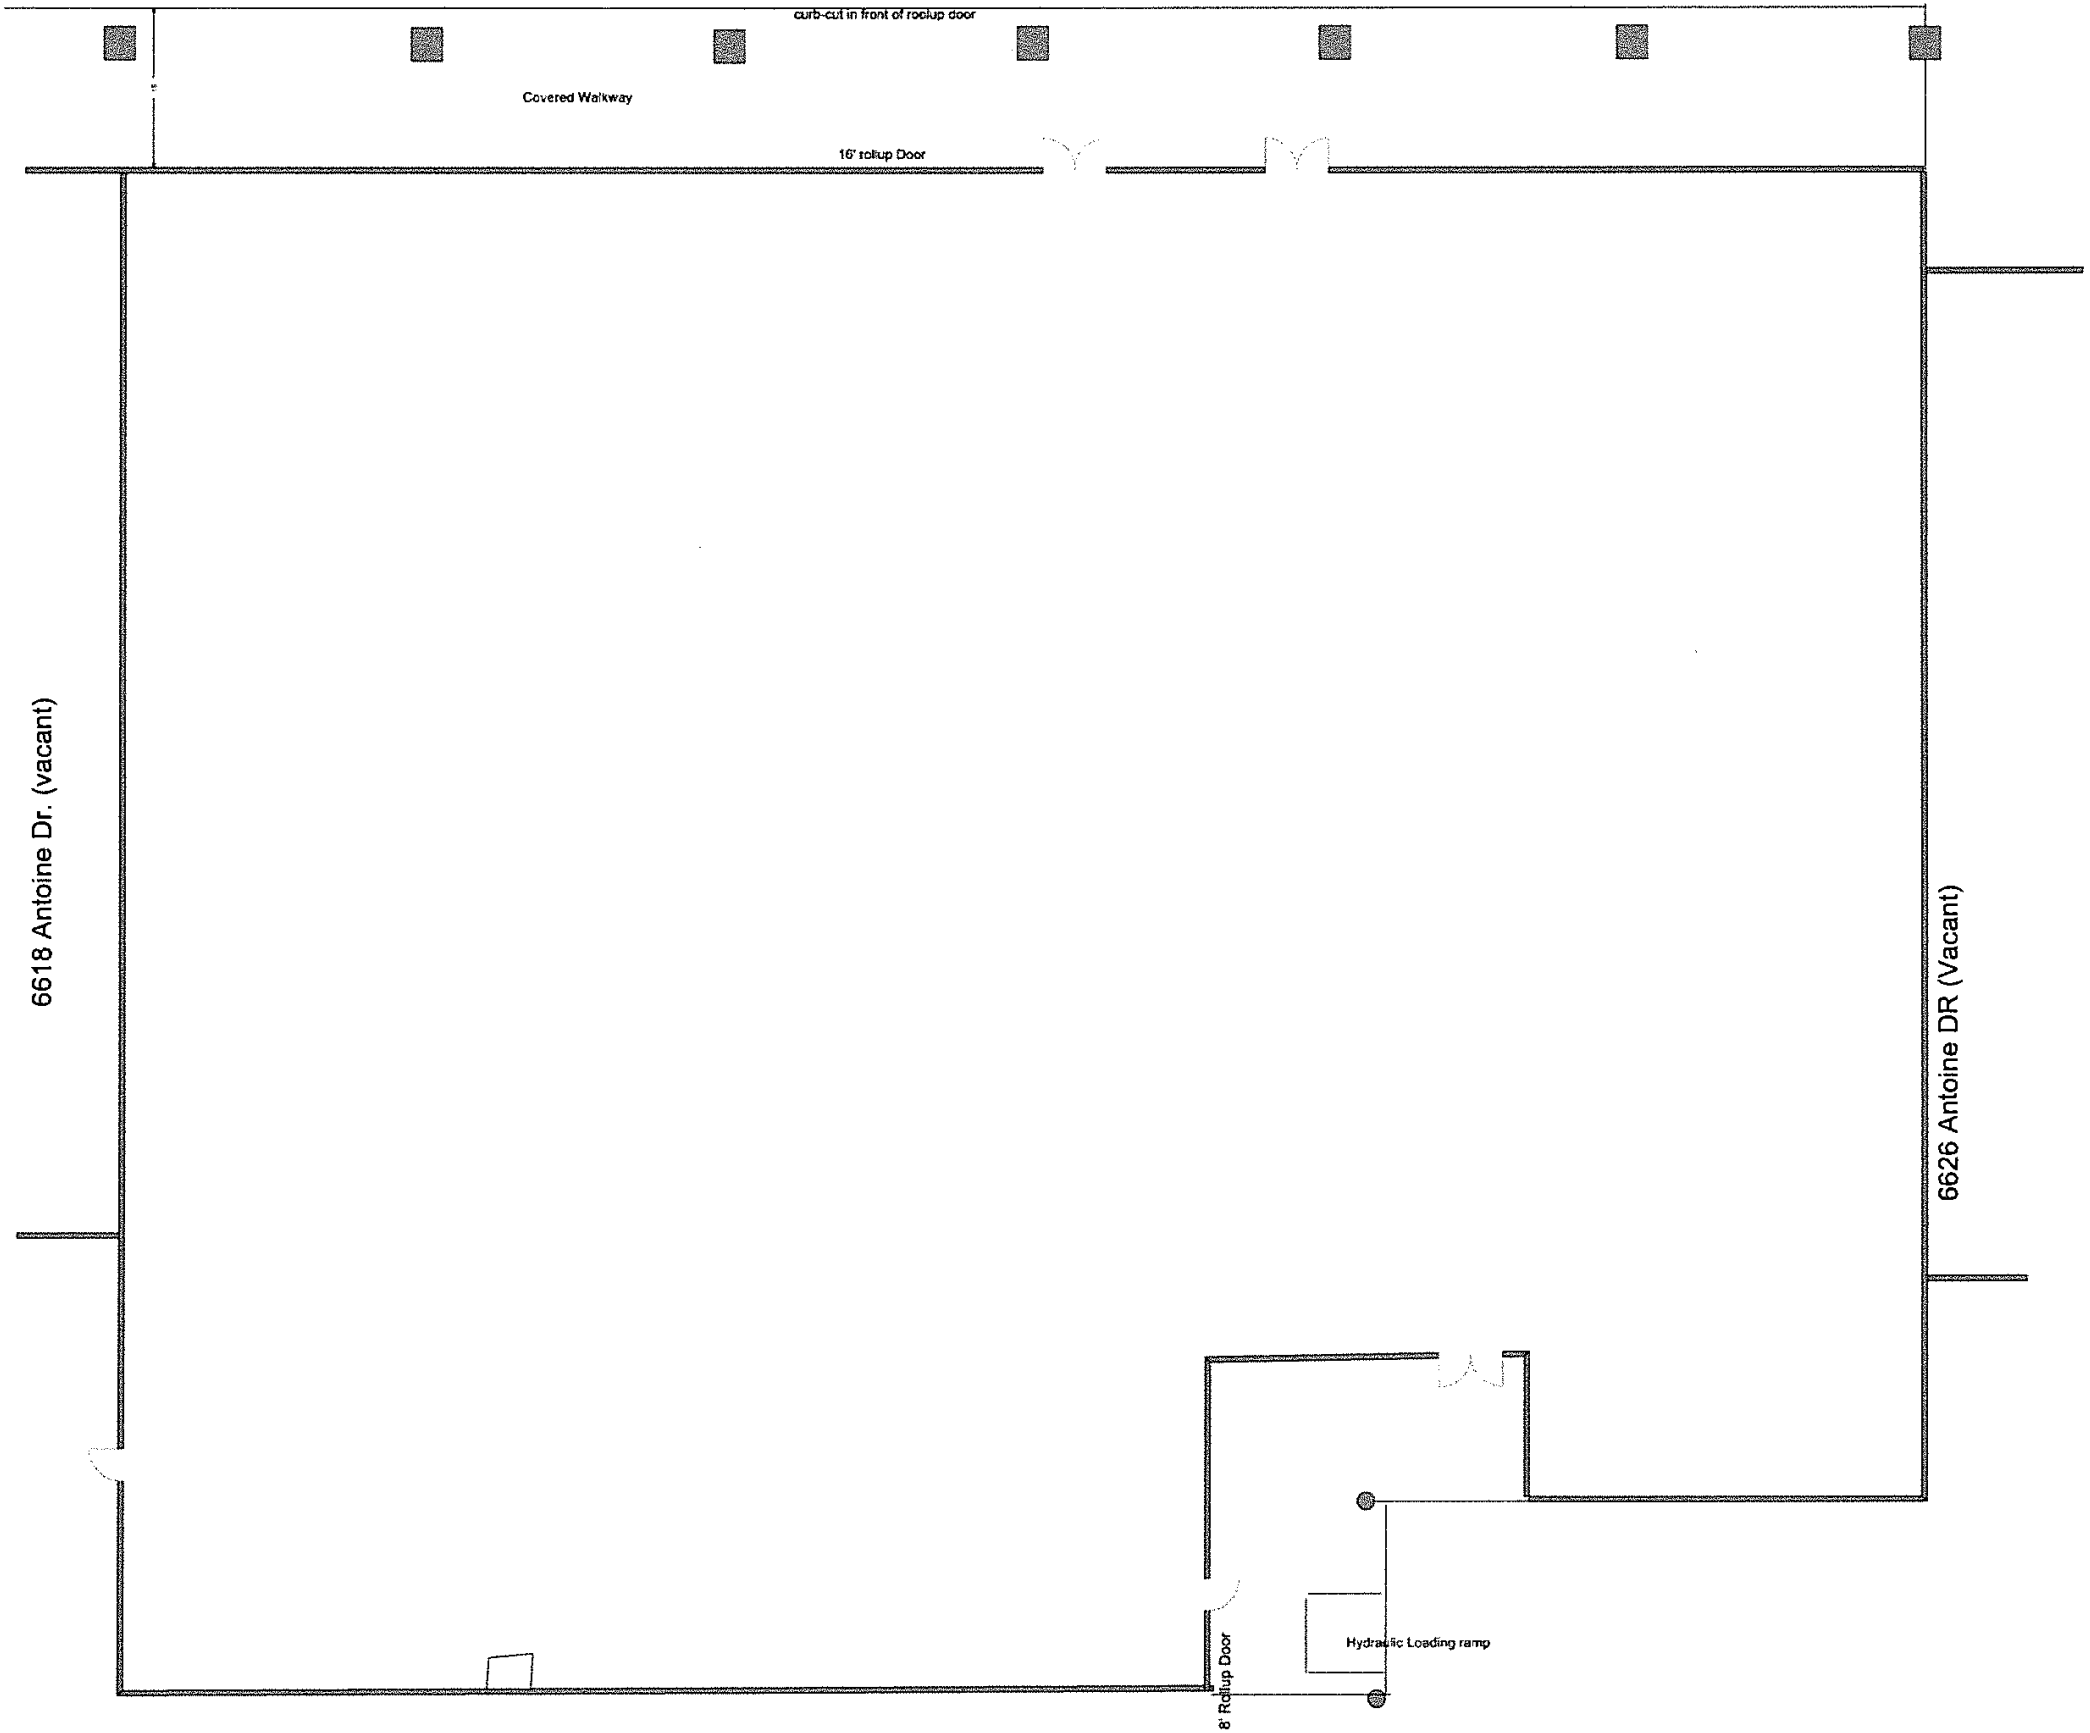 curb-cut in front of roolup door
Covered Walkway
16' rollup Door
6618 Antoine Dr. (vacant)
6626 Antoine DR (Vacant)
8' Rollup Door
Hydraulic Loading ramp